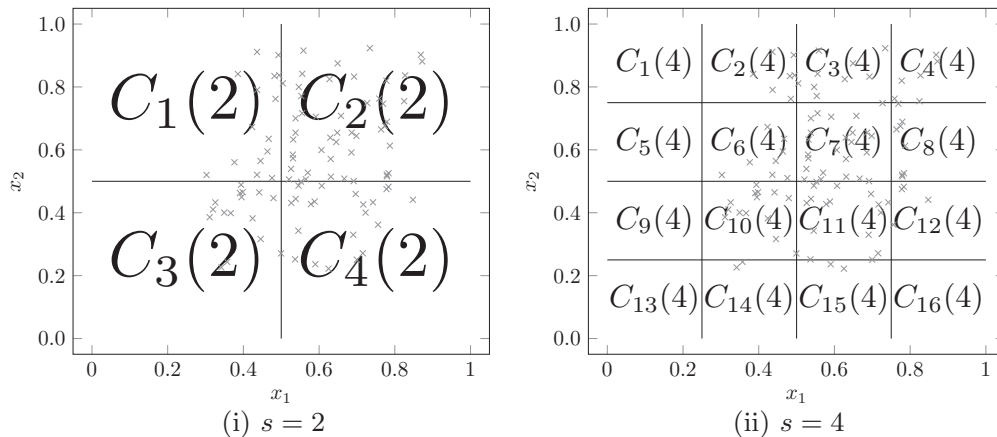 1.0
0.8
0.6
0.4
0.2
0.0
x₂
C₁(2) C₂(2)
C₃(2) C₄(2)
0 0.2 0.4 0.6 0.8 1
x₁
(i) s = 2
1.0
0.8
0.6
0.4
0.2
0.0
x₂
C₁(4) C₂(4) C₃(4) C₄(4)
C₅(4) C₆(4) C₇(4) C₈(4)
C₉(4) C₁₀(4) C₁₁(4) C₁₂(4)
C₁₃(4) C₁₄(4) C₁₅(4) C₁₆(4)
0 0.2 0.4 0.6 0.8 1
x₁
(ii) s = 4